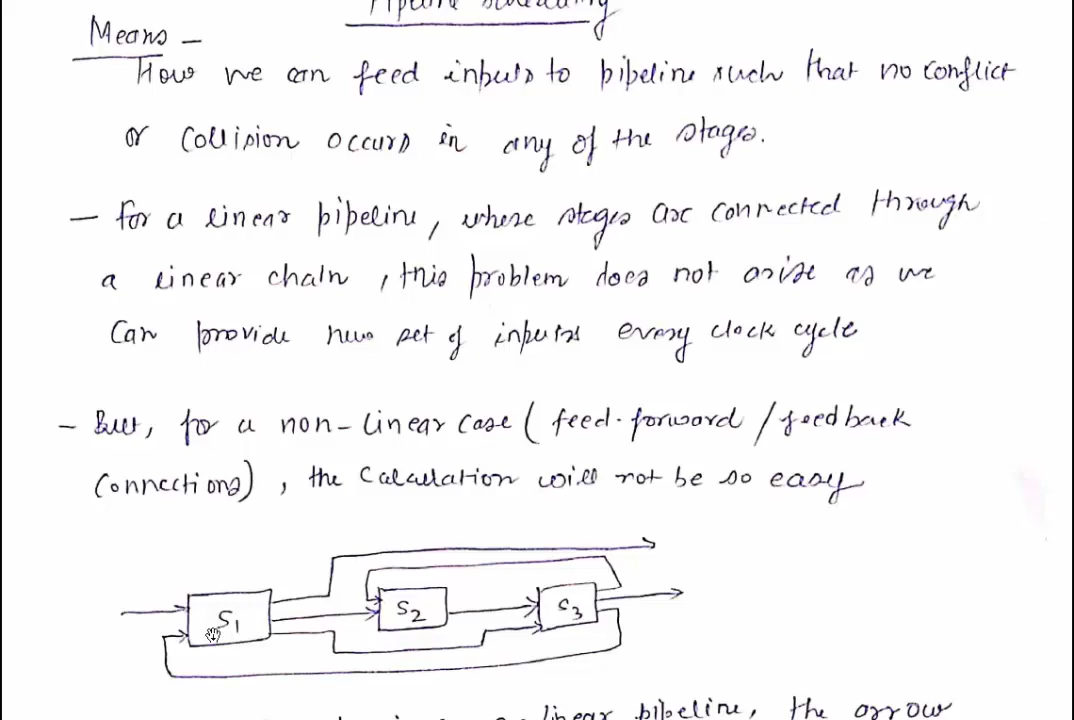 Pipeline Scheduling
Means -
How we can feed inputs to pipeline such that no conflict
or collision occurs in any of the stages.
- for a linear pipeline, where stages are connected through
a linear chain, this problem does not arise as we
can provide new set of inputs every clock cycle
- But, for a non-linear case (feed-forward / feedback
connections), the calculation will not be so easy
S1 S2 S3
linear pipeline, the arrow